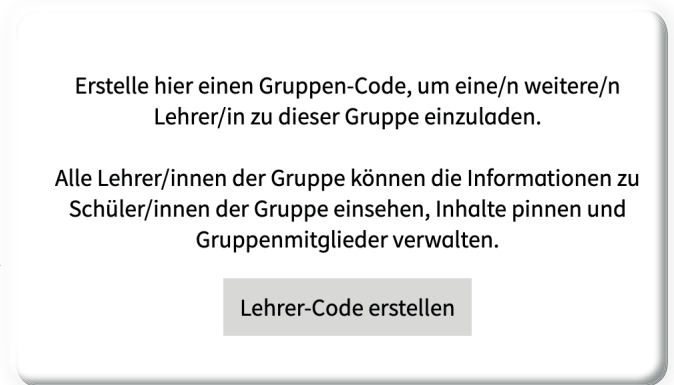 Erstelle hier einen Gruppen-Code, um eine/n weitere/n
Lehrer/in zu dieser Gruppe einzuladen.
Alle Lehrer/innen der Gruppe können die Informationen zu
Schüler/innen der Gruppe einsehen, Inhalte pinnen und
Gruppenmitglieder verwalten.
Lehrer-Code erstellen